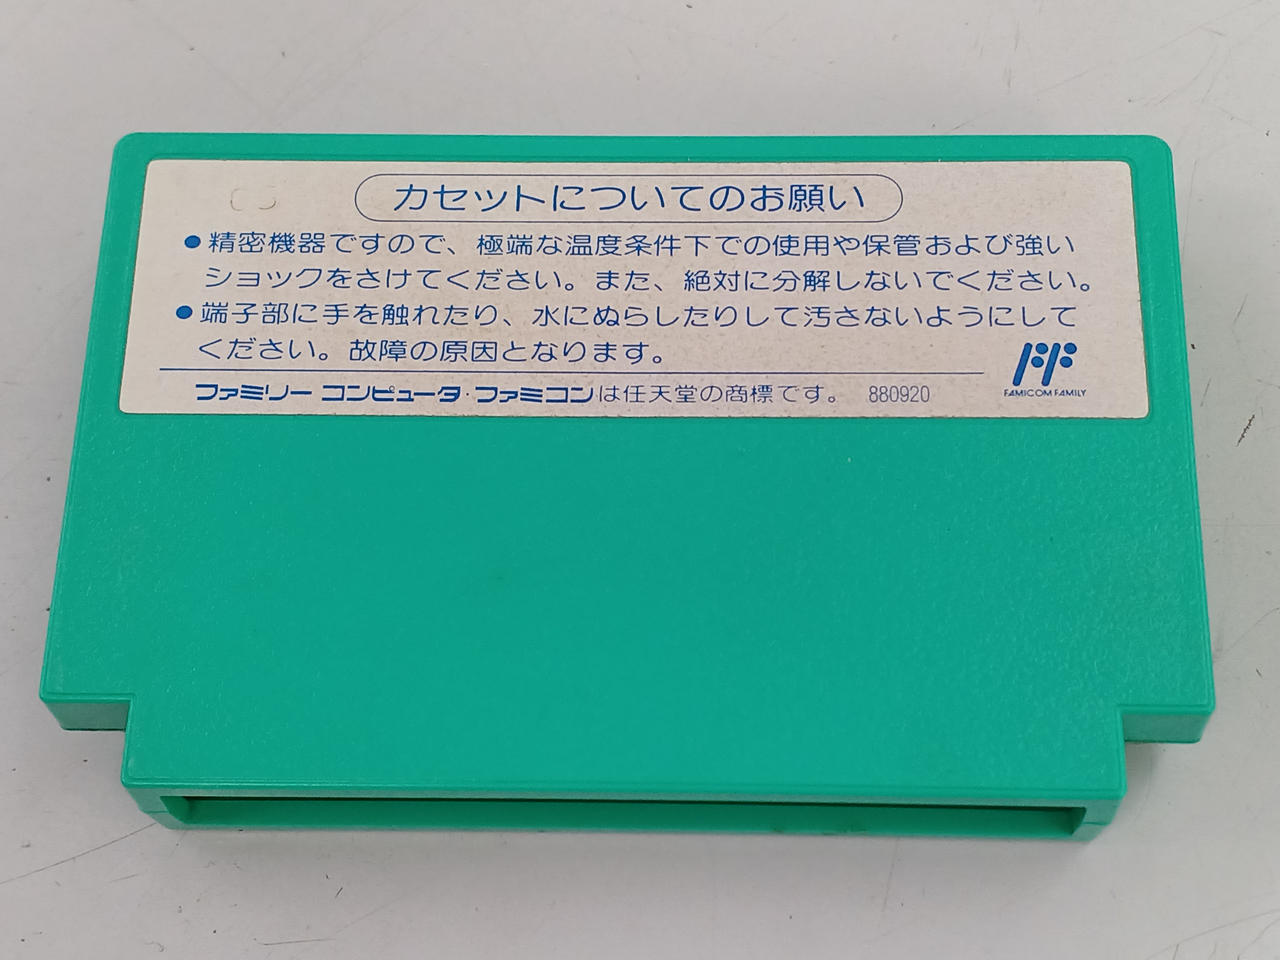 カセットについてのお願い
●精密機器ですので、極端な温度条件下での使用や保管および強い
ショックをさけてください。また、絶対に分解しないでください。
●端子部に手を触れたり、水にぬらしたりして汚さないようにして
ください。故障の原因となります。
ファミリーコンピュータ・ファミコンは任天堂の商標です。 880920
FF
FAMICOM FAMILY